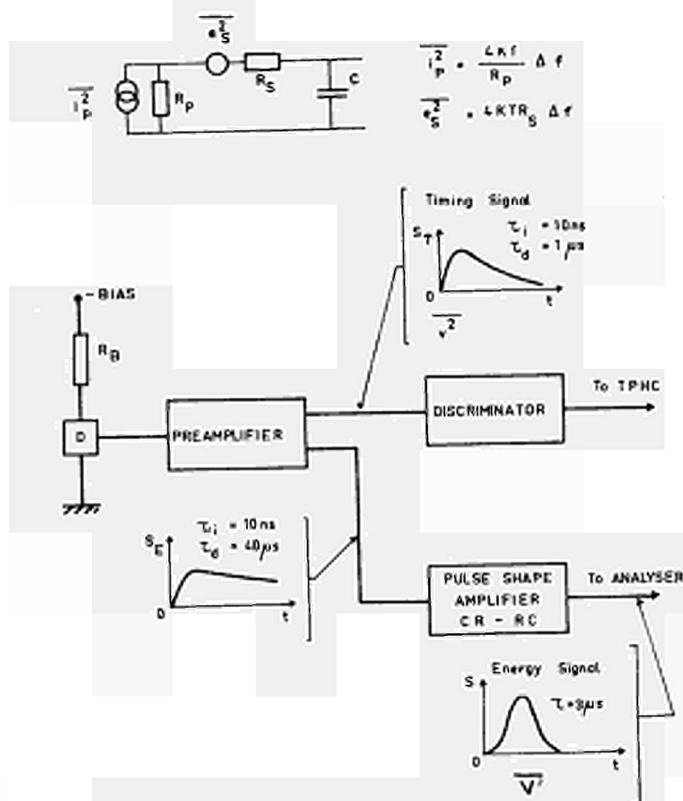 e²S
i²P
RP
RS
C
i²P = 4KT / RP Δf
e²S = 4KTRS Δf
Timing Signal
ST
τi = 10ns
τd = 1µs
0
t
v²
- BIAS
RB
D
PREAMPLIFIER
DISCRIMINATOR
To TPHC
SE
τi = 10ns
τd = 40µs
0
t
PULSE SHAPE
AMPLIFIER
CR - RC
To ANALYSER
Energy Signal
S
τ = 3µs
0
t
V²